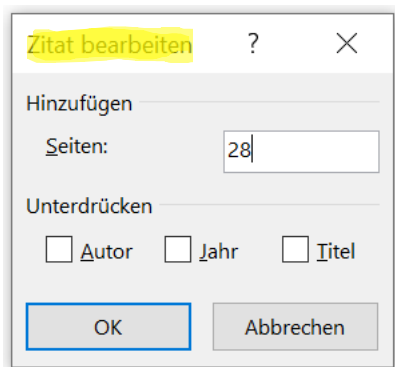 Zitat bearbeiten ?
Hinzufügen
Seiten: 28
Unterdrücken
Autor Jahr Titel
OK Abbrechen